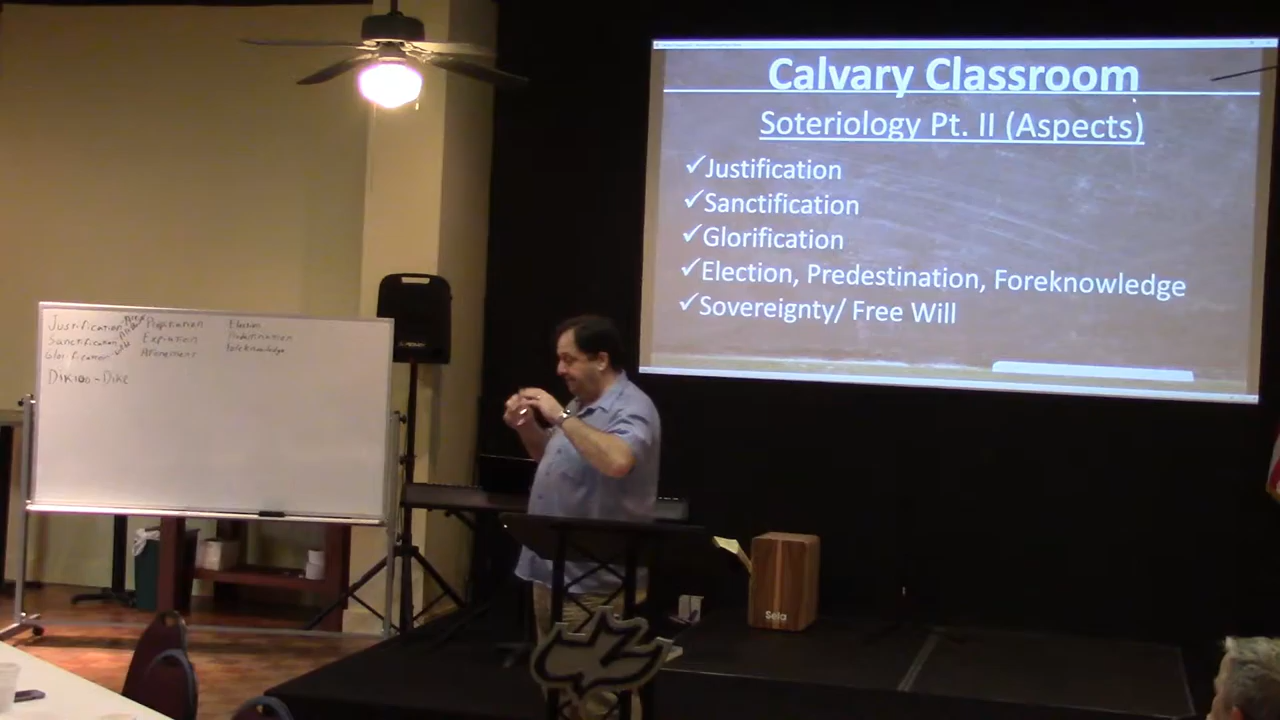 Calvary Classroom
Soteriology Pt. II (Aspects)
✓Justification
✓Sanctification
✓Glorification
✓Election, Predestination, Foreknowledge
✓Sovereignty/ Free Will
Justification
Sanctification
Glorification
Propitiation
Expiation
Atonement
Election
Predestination
Foreknowledge
Dikioo - Dike
Sela